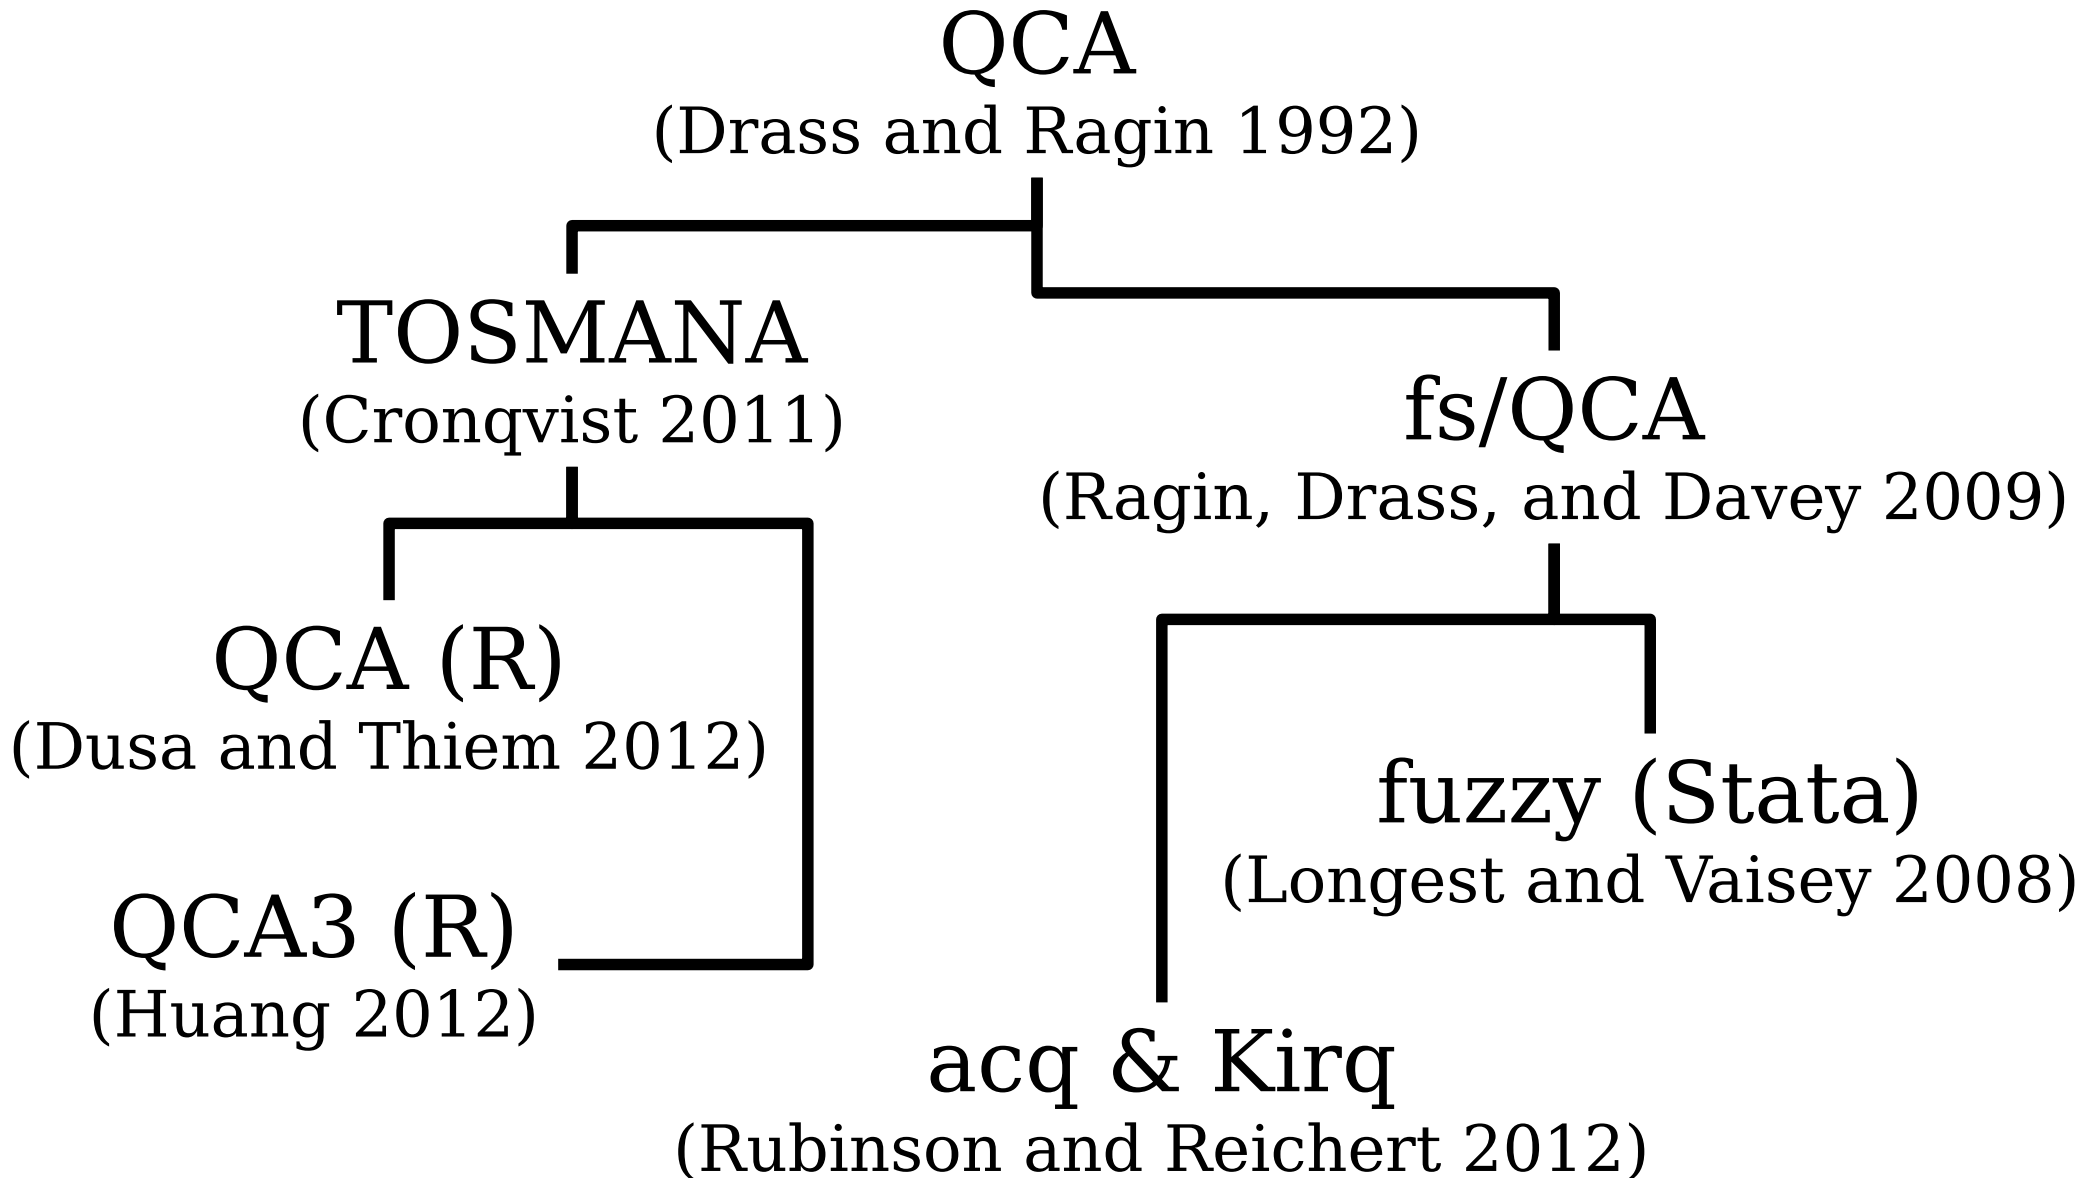 QCA
(Drass and Ragin 1992)
TOSMANA
(Cronqvist 2011)
fs/QCA
(Ragin, Drass, and Davey 2009)
QCA (R)
(Dusa and Thiem 2012)
fuzzy (Stata)
(Longest and Vaisey 2008)
QCA3 (R)
(Huang 2012)
acq & Kirq
(Rubinson and Reichert 2012)